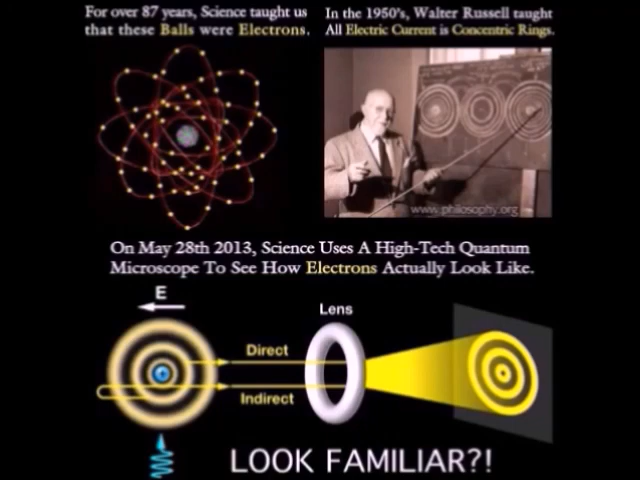 For over 87 years, Science taught us
that these Balls were Electrons.
In the 1950's, Walter Russell taught
All Electric Current is Concentric Rings.
www.philosophy.org
On May 28th 2013, Science Uses A High-Tech Quantum
Microscope To See How Electrons Actually Look Like.
E
Lens
Direct
Indirect
LOOK FAMILIAR?!